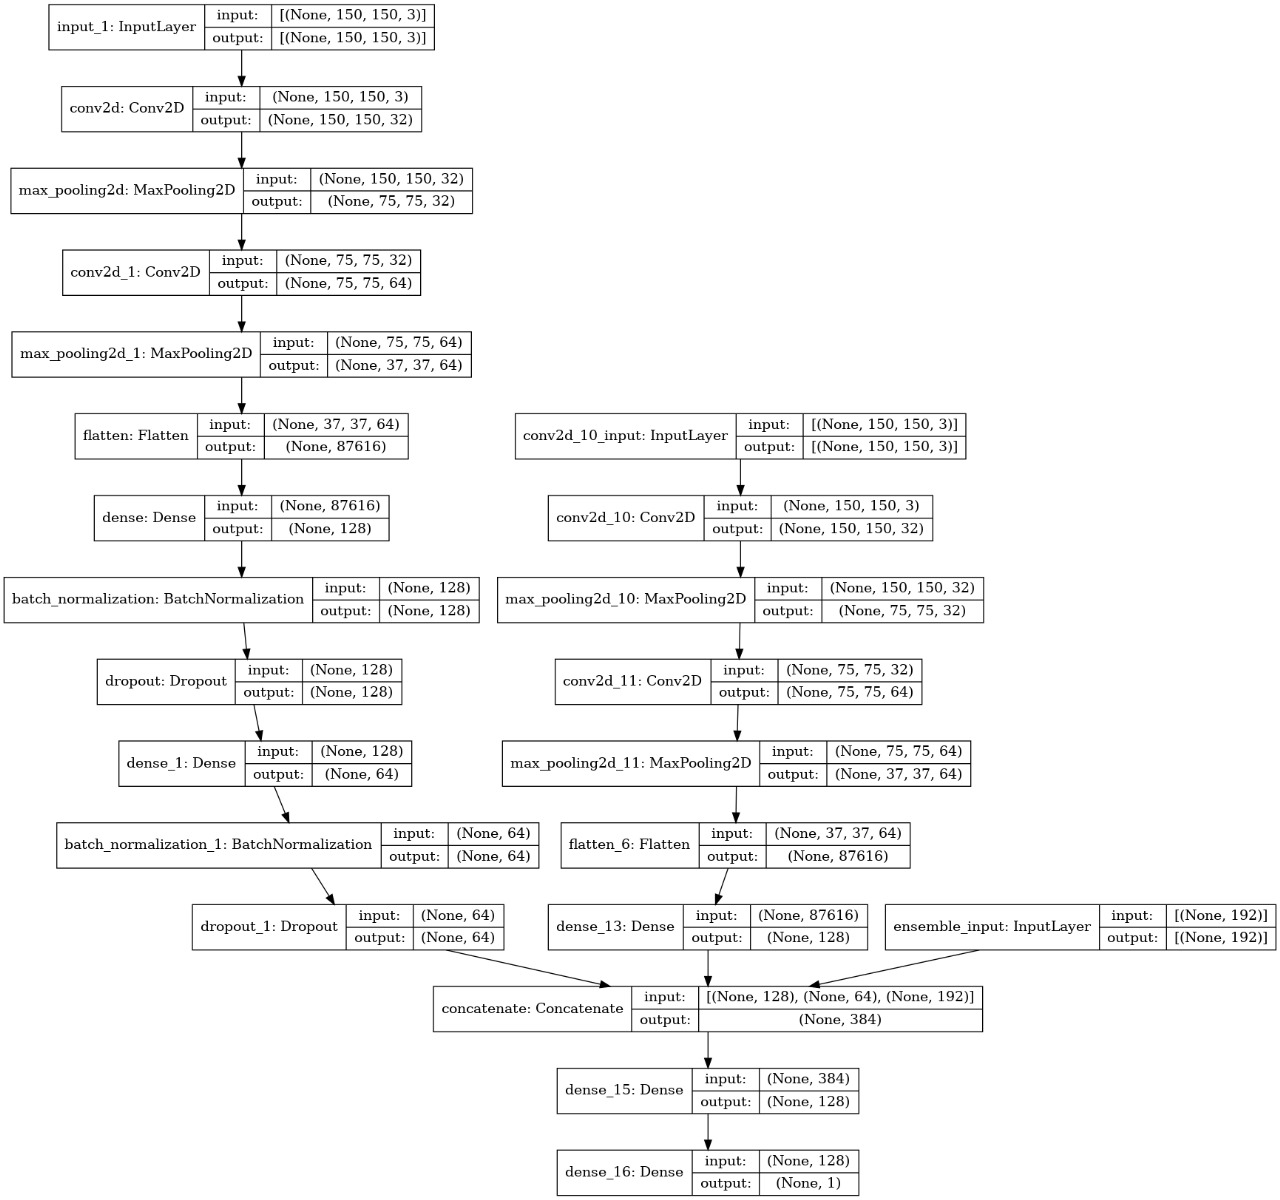 input_1: InputLayer
input: [(None, 150, 150, 3)]
output: [(None, 150, 150, 3)]
conv2d: Conv2D
input: (None, 150, 150, 3)
output: (None, 150, 150, 32)
max_pooling2d: MaxPooling2D
input: (None, 150, 150, 32)
output: (None, 75, 75, 32)
conv2d_1: Conv2D
input: (None, 75, 75, 32)
output: (None, 75, 75, 64)
max_pooling2d_1: MaxPooling2D
input: (None, 75, 75, 64)
output: (None, 37, 37, 64)
flatten: Flatten
input: (None, 37, 37, 64)
output: (None, 87616)
dense: Dense
input: (None, 87616)
output: (None, 128)
batch_normalization: BatchNormalization
input: (None, 128)
output: (None, 128)
dropout: Dropout
input: (None, 128)
output: (None, 128)
dense_1: Dense
input: (None, 128)
output: (None, 64)
batch_normalization_1: BatchNormalization
input: (None, 64)
output: (None, 64)
dropout_1: Dropout
input: (None, 64)
output: (None, 64)
conv2d_10_input: InputLayer
input: [(None, 150, 150, 3)]
output: [(None, 150, 150, 3)]
conv2d_10: Conv2D
input: (None, 150, 150, 3)
output: (None, 150, 150, 32)
max_pooling2d_10: MaxPooling2D
input: (None, 150, 150, 32)
output: (None, 75, 75, 32)
conv2d_11: Conv2D
input: (None, 75, 75, 32)
output: (None, 75, 75, 64)
max_pooling2d_11: MaxPooling2D
input: (None, 75, 75, 64)
output: (None, 37, 37, 64)
flatten_6: Flatten
input: (None, 37, 37, 64)
output: (None, 87616)
dense_13: Dense
input: (None, 87616)
output: (None, 128)
ensemble_input: InputLayer
input: [(None, 192)]
output: [(None, 192)]
concatenate: Concatenate
input: [(None, 128), (None, 64), (None, 192)]
output: (None, 384)
dense_15: Dense
input: (None, 384)
output: (None, 128)
dense_16: Dense
input: (None, 128)
output: (None, 1)